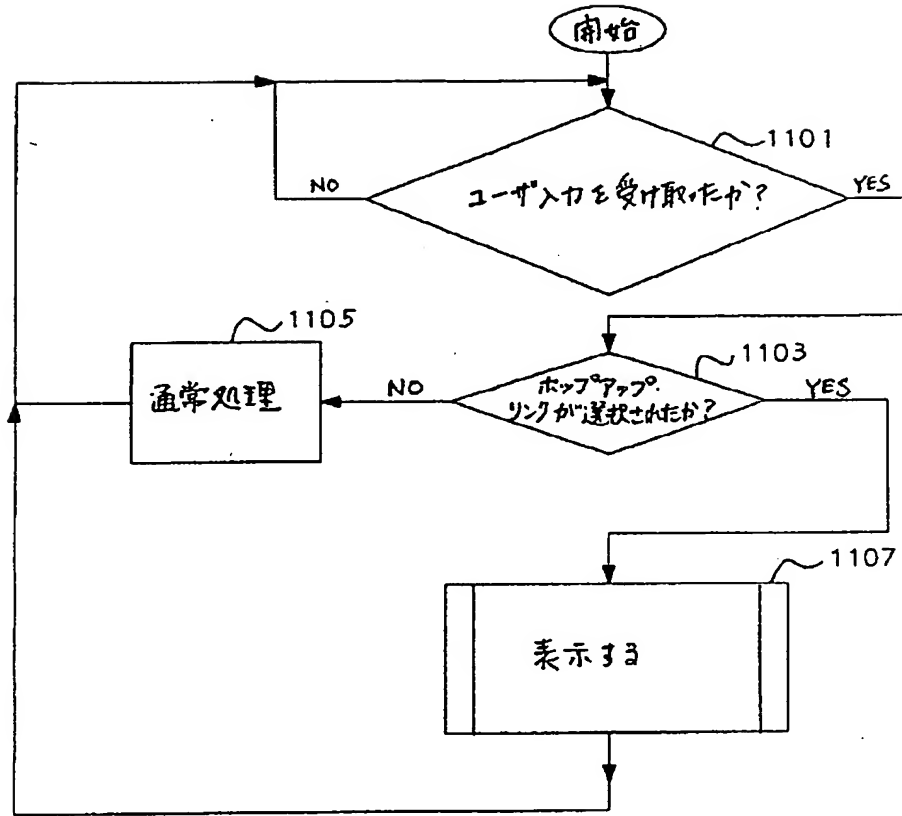 開始
1101
NO
ユーザ入力を受け取ったか?
YES
1105
通常処理
1103
NO
ポップアップ・
リンクが選択されたか?
YES
1107
表示する